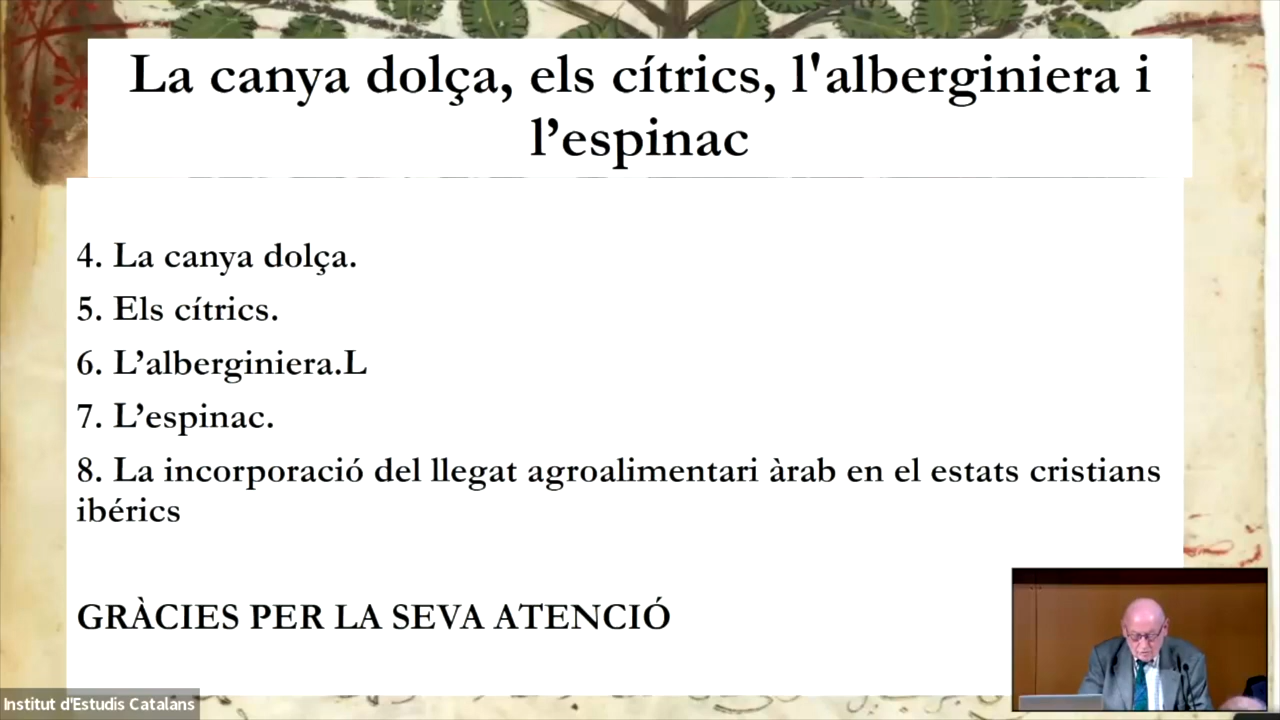 La canya dolça, els cítrics, l'alberginiera i
l’espinac
4. La canya dolça.
5. Els cítrics.
6. L’alberginiera.L
7. L’espinac.
8. La incorporació del llegat agroalimentari àrab en el estats cristians
ibérics
GRÀCIES PER LA SEVA ATENCIÓ
Institut d'Estudis Catalans